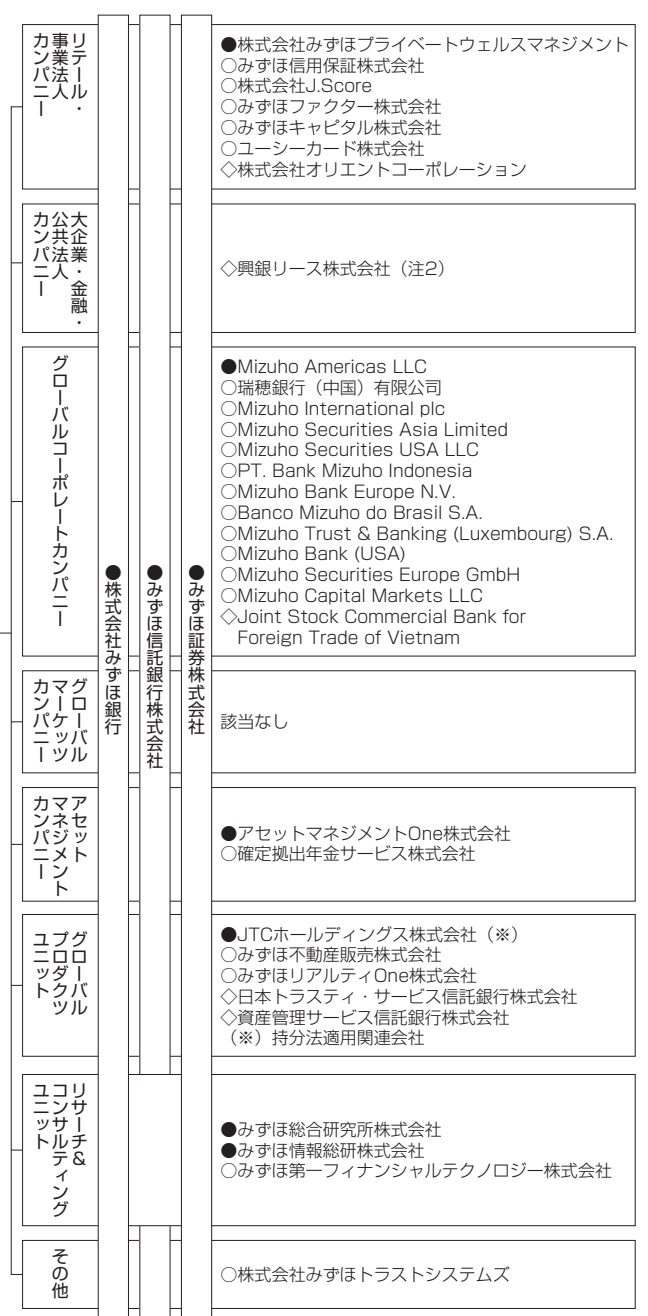 リテール・
事業法人
カンパニー
●株式会社みずほプライベートウェルスマネジメント
○みずほ信用保証株式会社
○株式会社J.Score
○みずほファクター株式会社
○みずほキャピタル株式会社
○ユーシーカード株式会社
◇株式会社オリエントコーポレーション
大企業・金融・
公共法人
カンパニー
◇興銀リース株式会社（注2）
グローバルコーポレートカンパニー
●Mizuho Americas LLC
○瑞穂銀行（中国）有限公司
○Mizuho International plc
○Mizuho Securities Asia Limited
○Mizuho Securities USA LLC
○PT. Bank Mizuho Indonesia
○Mizuho Bank Europe N.V.
○Banco Mizuho do Brasil S.A.
○Mizuho Trust & Banking (Luxembourg) S.A.
○Mizuho Bank (USA)
○Mizuho Securities Europe GmbH
○Mizuho Capital Markets LLC
◇Joint Stock Commercial Bank for
Foreign Trade of Vietnam
●株式会社みずほ銀行
●みずほ信託銀行株式会社
●みずほ証券株式会社
グローバル
マーケッツ
カンパニー
該当なし
アセット
マネジメント
カンパニー
●アセットマネジメントOne株式会社
○確定拠出年金サービス株式会社
グローバル
プロダクツ
ユニット
●JTCホールディングス株式会社（※）
○みずほ不動産販売株式会社
○みずほリアルティOne株式会社
◇日本トラスティ・サービス信託銀行株式会社
◇資産管理サービス信託銀行株式会社
（※）持分法適用関連会社
リサーチ&
コンサルティング
ユニット
●みずほ総合研究所株式会社
●みずほ情報総研株式会社
○みずほ第一フィナンシャルテクノロジー株式会社
その他
○株式会社みずほトラストシステムズ